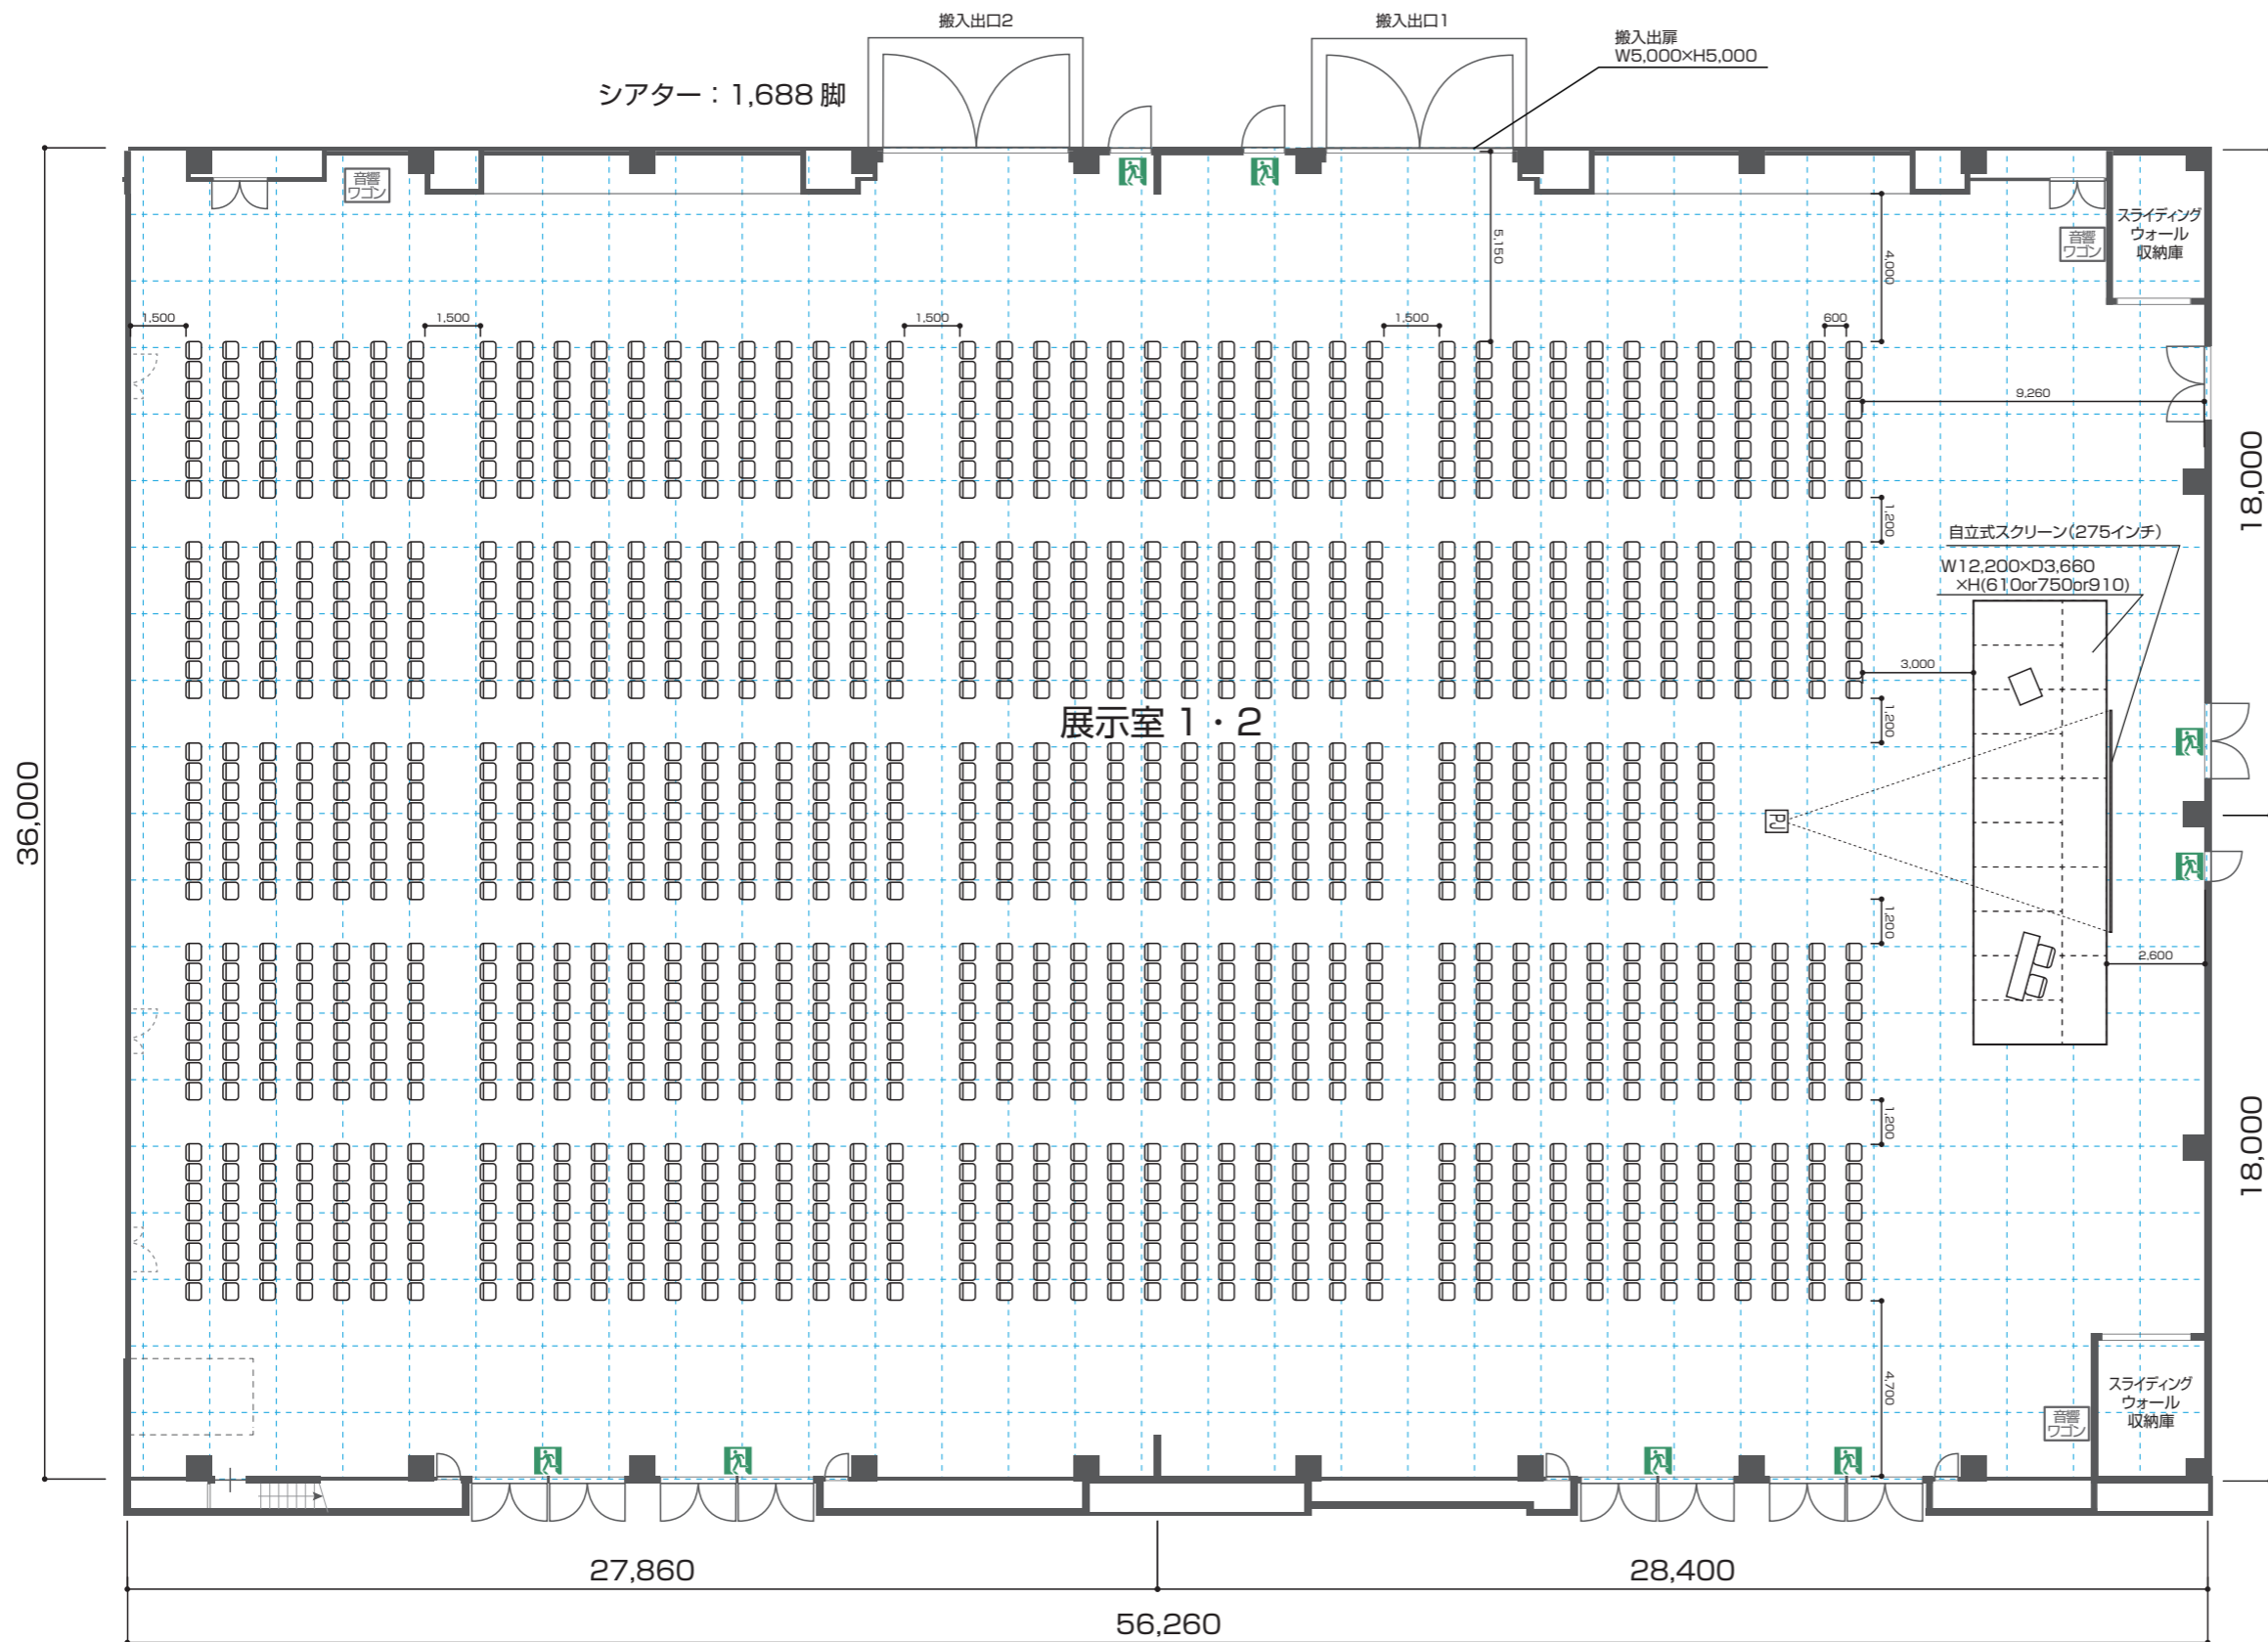 搬入出口2
搬入出口1
搬入出扉
W5,000×H5,000
シアター：1,688 脚
音響
ワゴン
スライディング
ウォール
収納庫
音響
ワゴン
5,150
4,000
1,500
1,500
1,500
1,500
600
9,260
18,000
1,200
自立式スクリーン（275インチ）
W12,200×D3,660
×H(610or750or910)
3,000
展示室 1・2
1,200
36,000
PJ
1,200
2,600
1,200
18,000
4,700
スライディング
ウォール
収納庫
音響
ワゴン
27,860
28,400
56,260